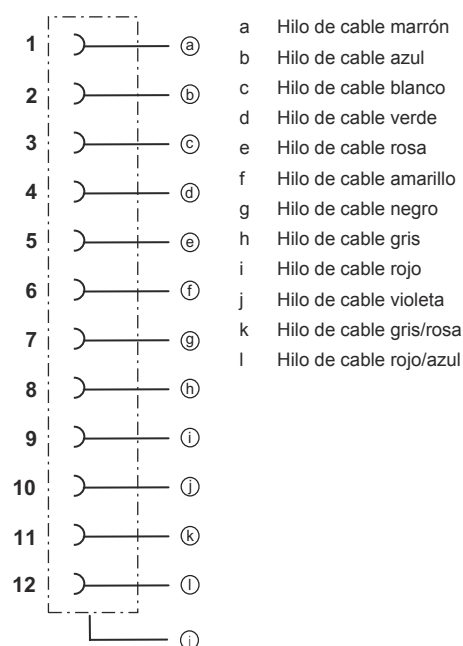 1 a
2 b
3 c
4 d
5 e
6 f
7 g
8 h
9 i
10 j
11 k
12 l
a Hilo de cable marrón
b Hilo de cable azul
c Hilo de cable blanco
d Hilo de cable verde
e Hilo de cable rosa
f Hilo de cable amarillo
g Hilo de cable negro
h Hilo de cable gris
i Hilo de cable rojo
j Hilo de cable violeta
k Hilo de cable gris/rosa
l Hilo de cable rojo/azul